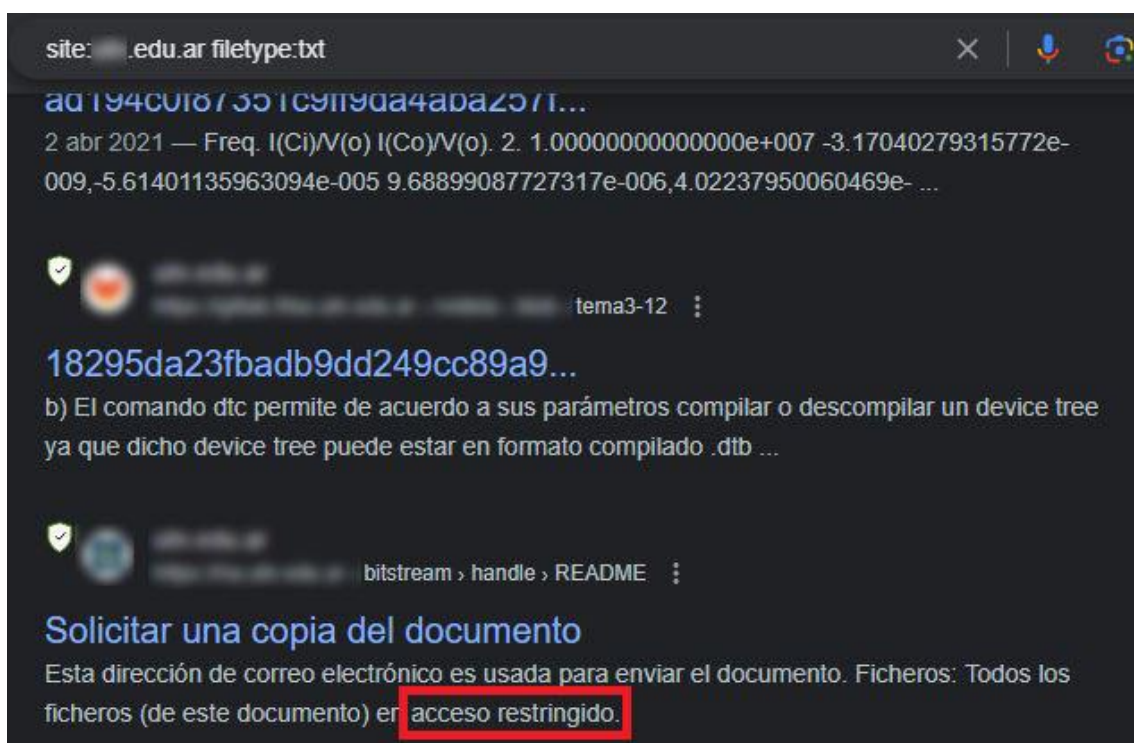 site: .edu.ar filetype:txt
ad194c0f87351c9ff9da4aba257f...
2 abr 2021 — Freq. I(Ci)/V(o) I(Co)/V(o). 2. 1.00000000000000e+007 -3.17040279315772e-
009,-5.61401135963094e-005 9.68899087727317e-006,4.02237950060469e- ...
tema3-12
18295da23fbadb9dd249cc89a9...
b) El comando dtc permite de acuerdo a sus parámetros compilar o descompilar un device tree
ya que dicho device tree puede estar en formato compilado .dtb ...
bitstream › handle › README
Solicitar una copia del documento
Esta dirección de correo electrónico es usada para enviar el documento. Ficheros: Todos los
ficheros (de este documento) en acceso restringido.